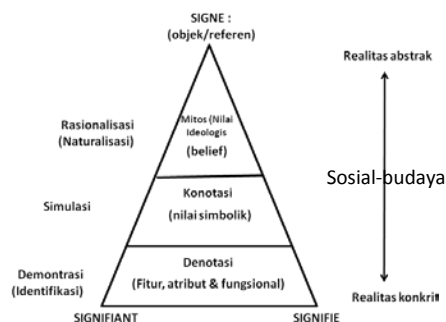 SIGNE :
(objek/referen)
Realitas abstrak
Rasionalisasi
(Naturalisasi)
Mitos (Nilai
Ideologis
(belief)
Sosial-budaya
Simulasi
Konotasi
(nilai simbolik)
Demontrasi
(Identifikasi)
Denotasi
(Fitur, atribut & fungsional)
Realitas konkrit
SIGNIFIANT
SIGNIFIE